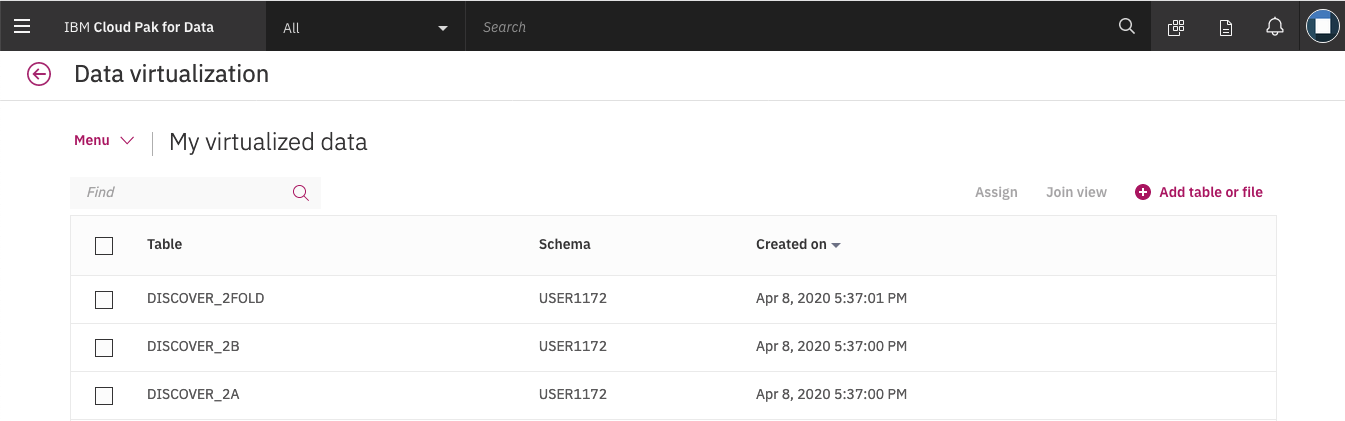 IBM Cloud Pak for Data All Search
Data virtualization
Menu My virtualized data
Find Assign Join view Add table or file
Table Schema Created on
DISCOVER_2FOLD USER1172 Apr 8, 2020 5:37:01 PM
DISCOVER_2B USER1172 Apr 8, 2020 5:37:00 PM
DISCOVER_2A USER1172 Apr 8, 2020 5:37:00 PM